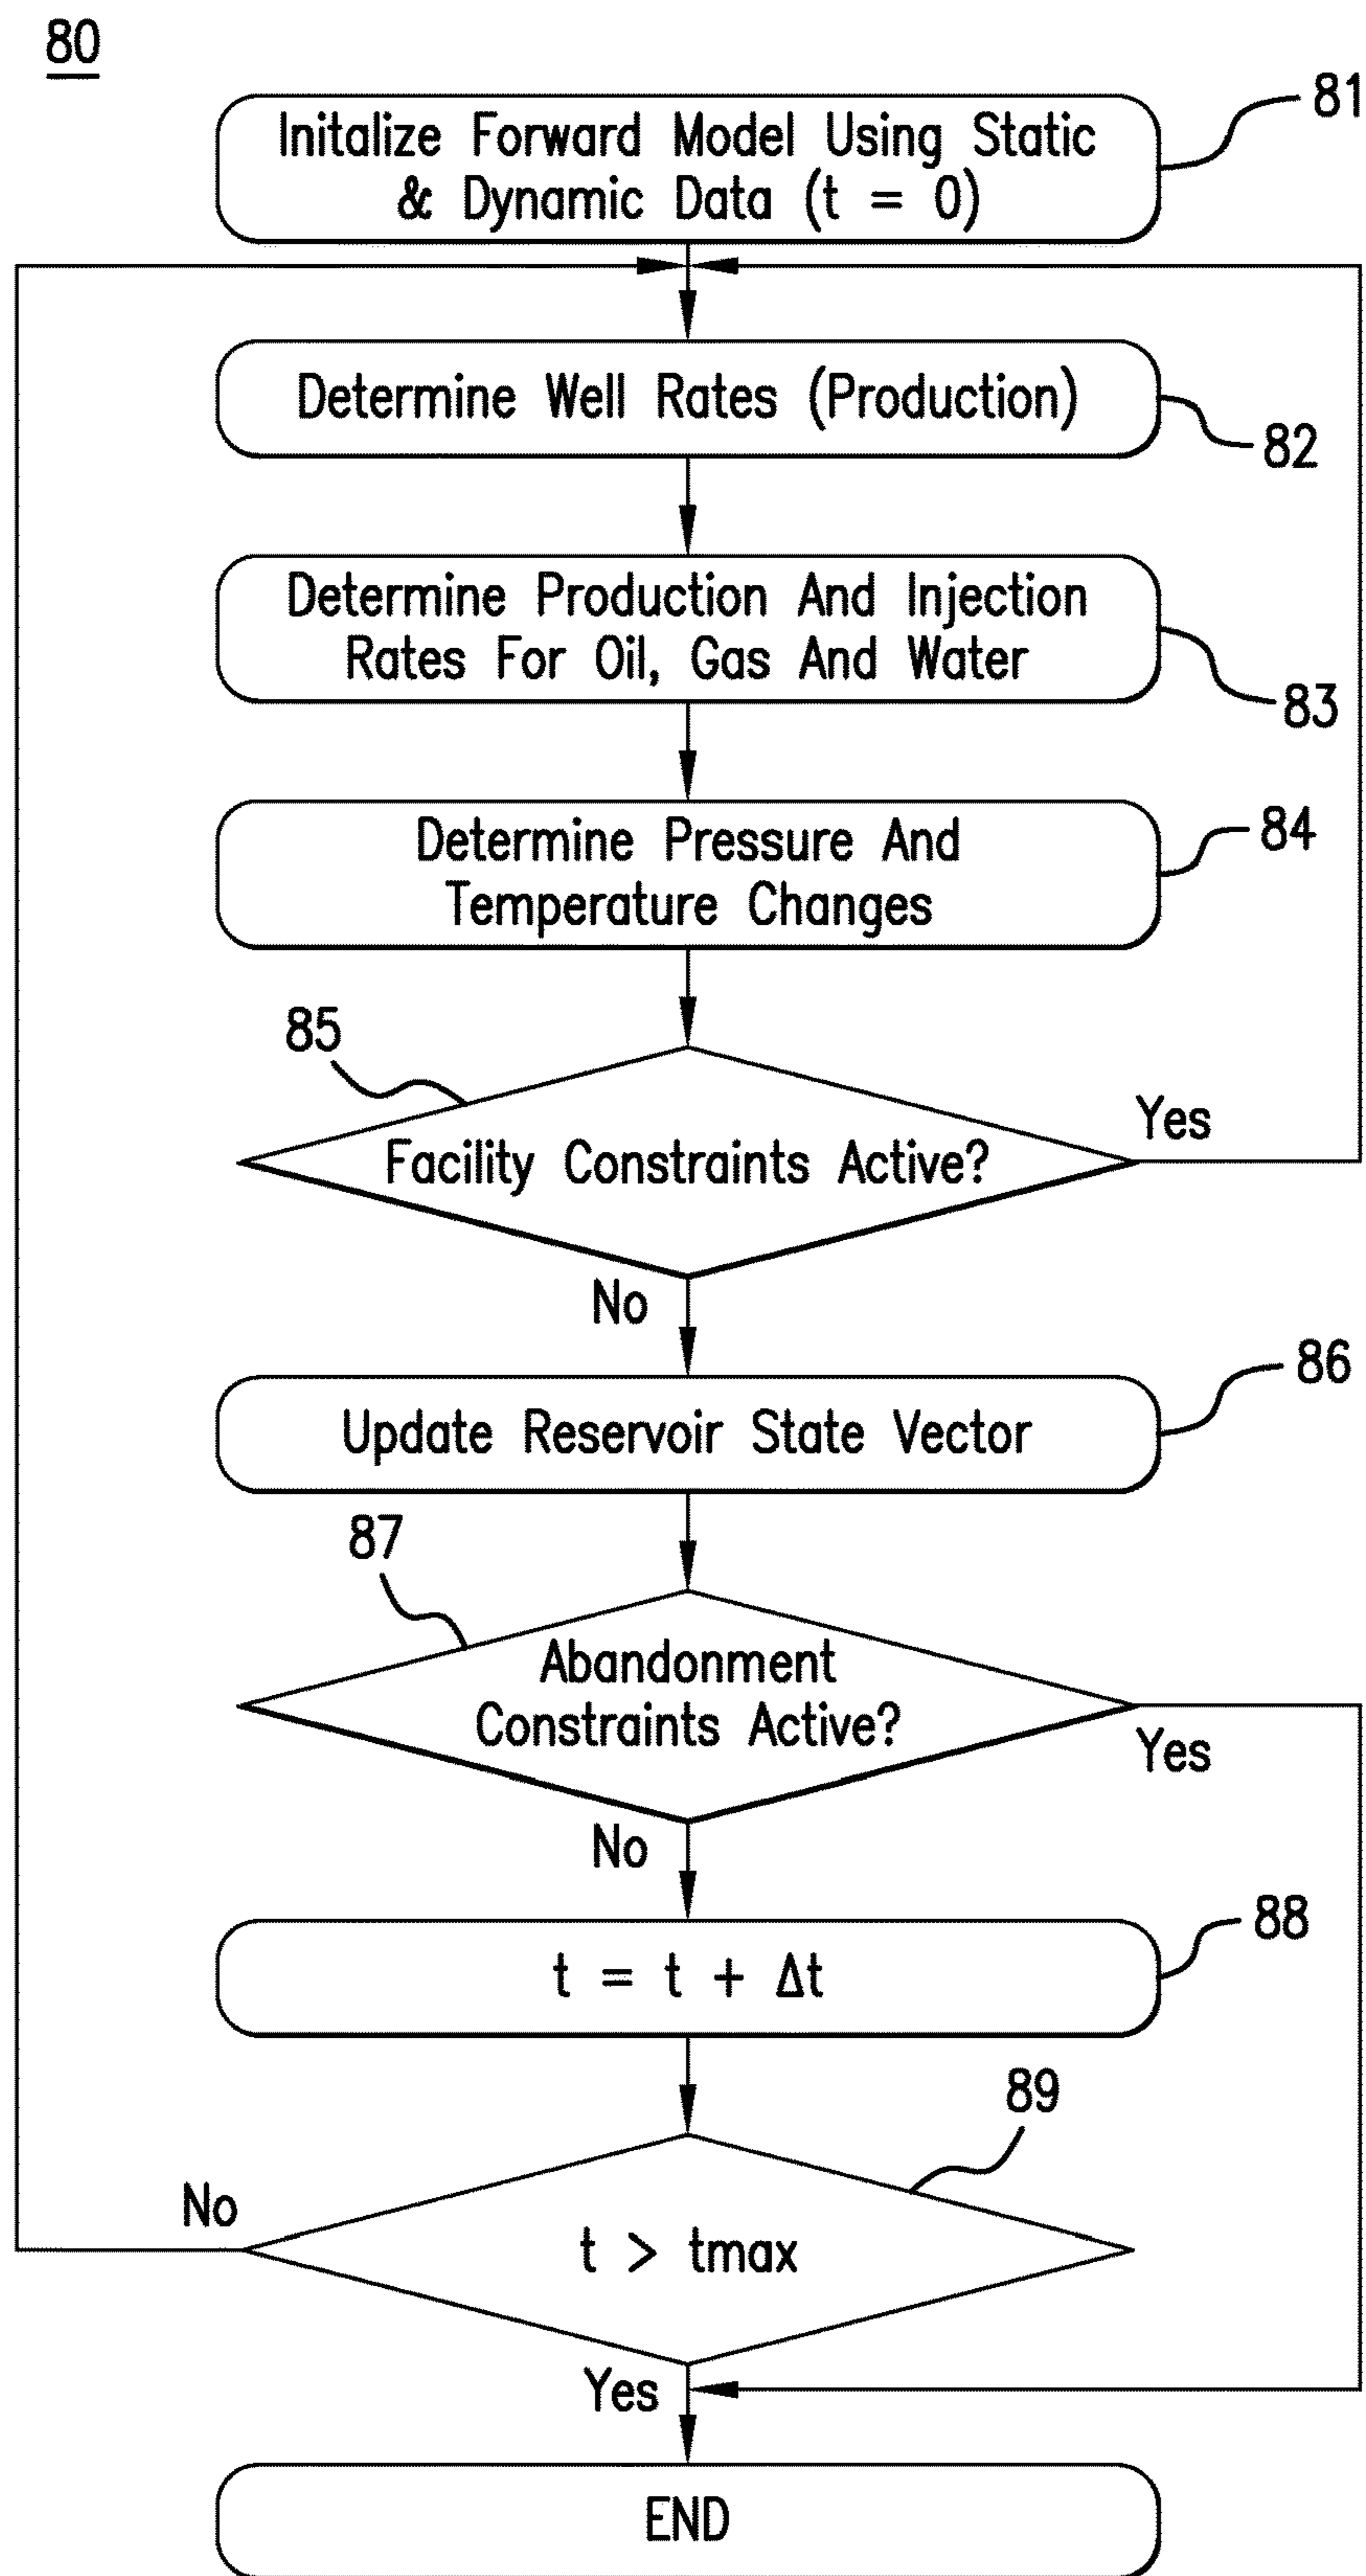 80
81
Initalize Forward Model Using Static
& Dynamic Data (t = 0)
Determine Well Rates (Production)
82
Determine Production And Injection
Rates For Oil, Gas And Water
83
Determine Pressure And
Temperature Changes
84
85
Facility Constraints Active?
Yes
No
86
Update Reservoir State Vector
87
Abandonment
Constraints Active?
Yes
No
88
t = t + Δt
89
No
t > tmax
Yes
END